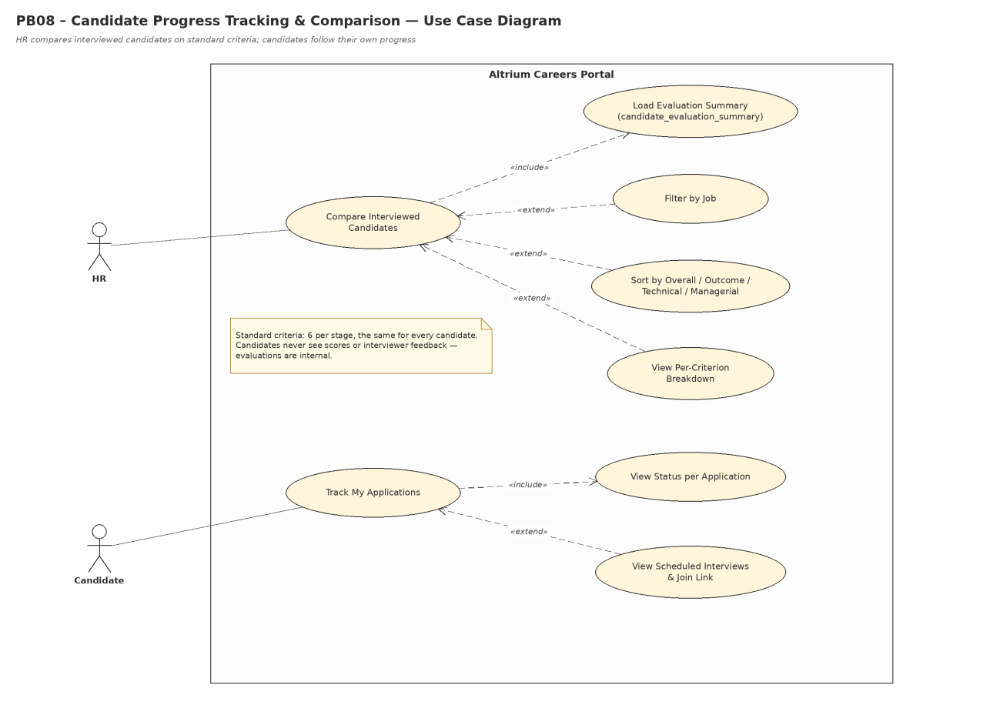 PB08 – Candidate Progress Tracking & Comparison — Use Case Diagram
HR compares interviewed candidates on standard criteria; candidates follow their own progress
Altrium Careers Portal
Load Evaluation Summary
(candidate_evaluation_summary)
«include»
Filter by Job
«extend»
Compare Interviewed
Candidates
HR
«extend»
Sort by Overall / Outcome /
Technical / Managerial
«extend»
Standard criteria: 6 per stage, the same for every candidate.
Candidates never see scores or interviewer feedback —
evaluations are internal.
View Per-Criterion
Breakdown
Track My Applications
«include»
View Status per Application
«extend»
View Scheduled Interviews
& Join Link
Candidate